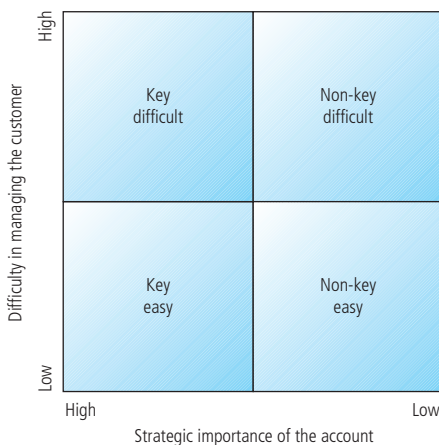 High
Difficulty in managing the customer
Low
Key
difficult
Non-key
difficult
Key
easy
Non-key
easy
High
Low
Strategic importance of the account